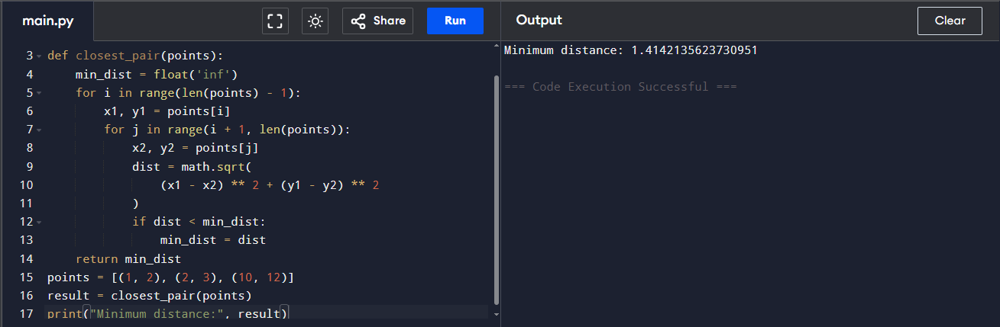 main.py Share Run Output Clear
3 def closest_pair(points):
4     min_dist = float('inf')
5     for i in range(len(points) - 1):
6         x1, y1 = points[i]
7         for j in range(i + 1, len(points)):
8             x2, y2 = points[j]
9             dist = math.sqrt(
10                 (x1 - x2) ** 2 + (y1 - y2) ** 2
11             )
12             if dist < min_dist:
13                 min_dist = dist
14     return min_dist
15 points = [(1, 2), (2, 3), (10, 12)]
16 result = closest_pair(points)
17 print("Minimum distance:", result)
Minimum distance: 1.4142135623730951
=== Code Execution Successful ===